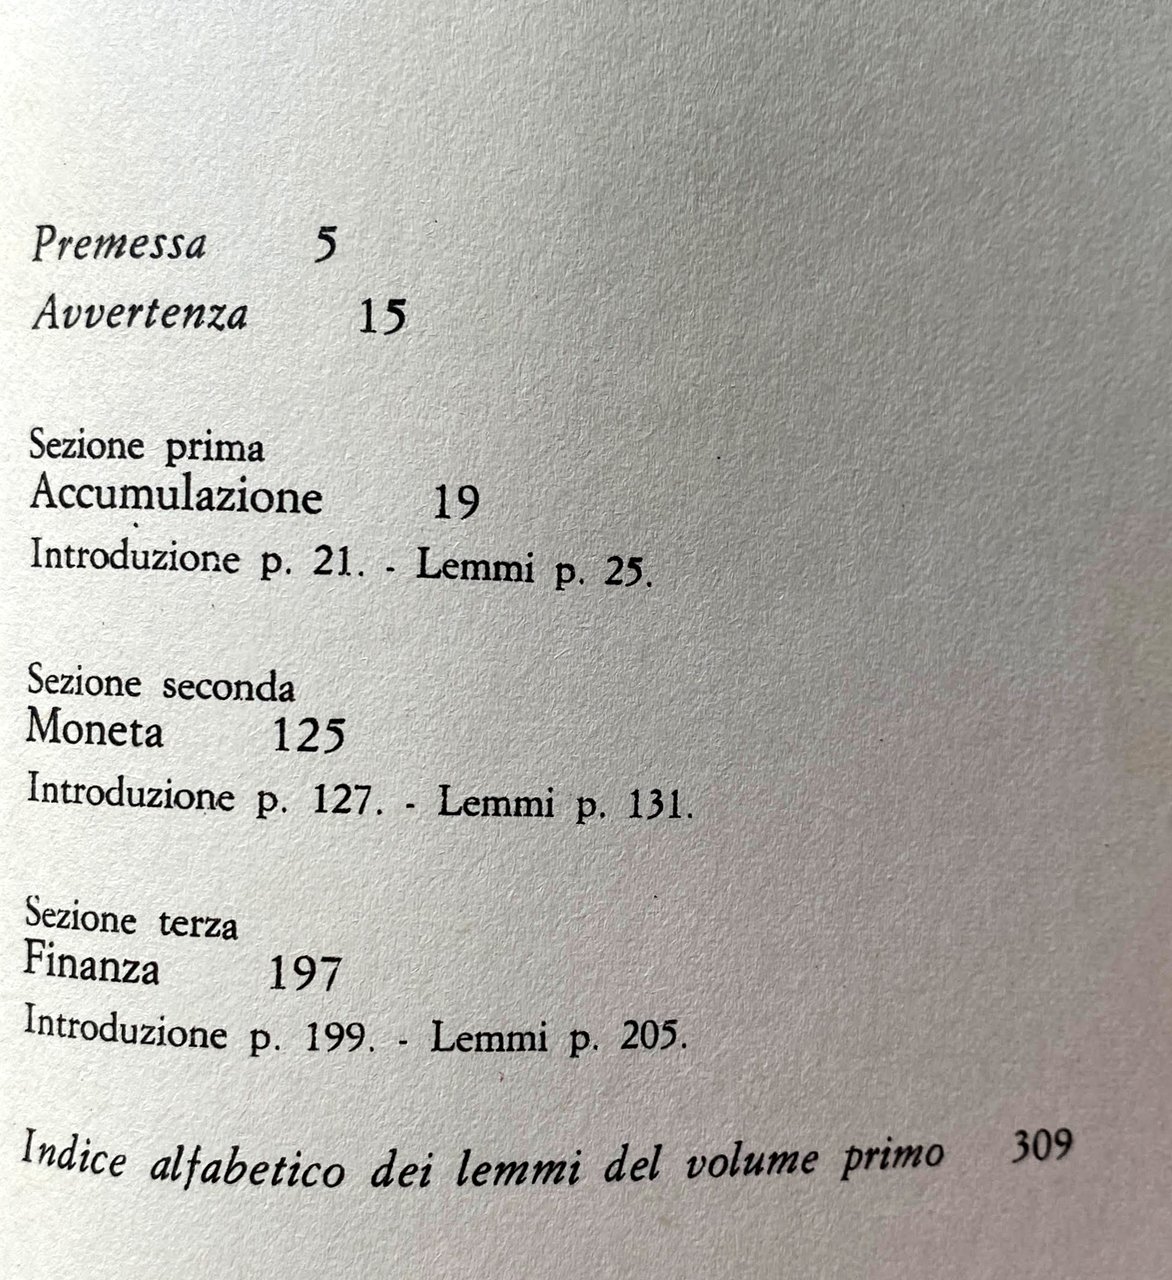 Premessa 5
Avvertenza 15
Sezione prima
Accumulazione 19
Introduzione p. 21. - Lemmi p. 25.
Sezione seconda
Moneta 125
Introduzione p. 127. - Lemmi p. 131.
Sezione terza
Finanza 197
Introduzione p. 199. - Lemmi p. 205.
Indice alfabetico dei lemmi del volume primo 309